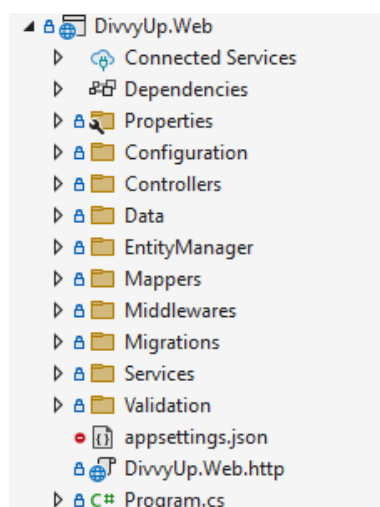 DivvyUp.Web
Connected Services
Dependencies
Properties
Configuration
Controllers
Data
EntityManager
Mappers
Middlewares
Migrations
Services
Validation
appsettings.json
DivvyUp.Web.http
C# Program.cs